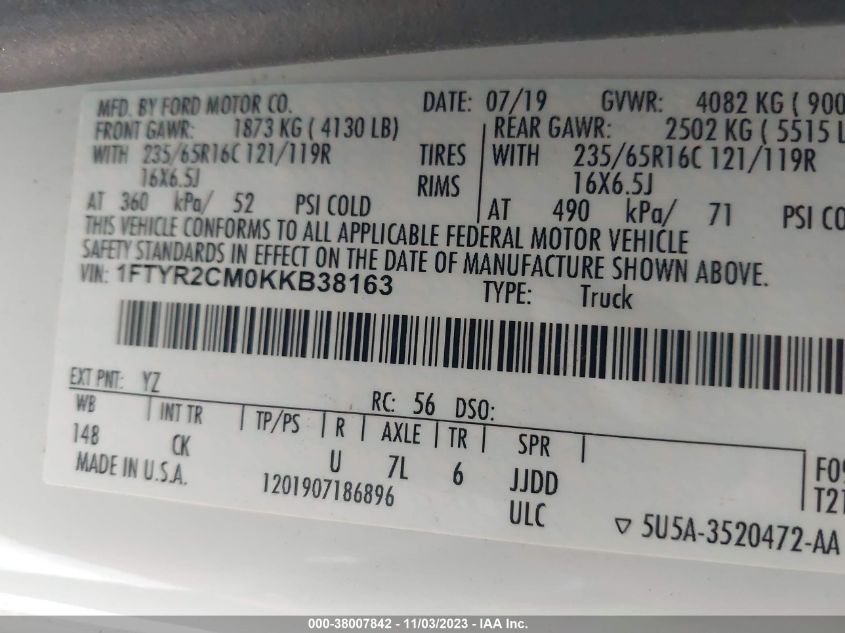 MFD. BY FORD MOTOR CO. DATE: 07/19 GVWR: 4082 KG ( 900
FRONT GAWR: 1873 KG ( 4130 LB) REAR GAWR: 2502 KG ( 5515 L
WITH 235/65R16C 121/119R TIRES WITH 235/65R16C 121/119R
16X6.5J RIMS 16X6.5J
AT 360 kPa/ 52 PSI COLD AT 490 kPa/ 71 PSI CO
THIS VEHICLE CONFORMS TO ALL APPLICABLE FEDERAL MOTOR VEHICLE
SAFETY STANDARDS IN EFFECT ON THE DATE OF MANUFACTURE SHOWN ABOVE.
VIN: 1FTYR2CM0KKB38163 TYPE: Truck
EXT PNT: YZ RC: 56 DSO:
WB INT TR TP/PS R AXLE TR SPR
148 CK U 7L 6 JJDD F09
MADE IN U.S.A. 1201907186896 ULC T21
▽ 5U5A-3520472-AA
000-38007842 - 11/03/2023 - IAA Inc.